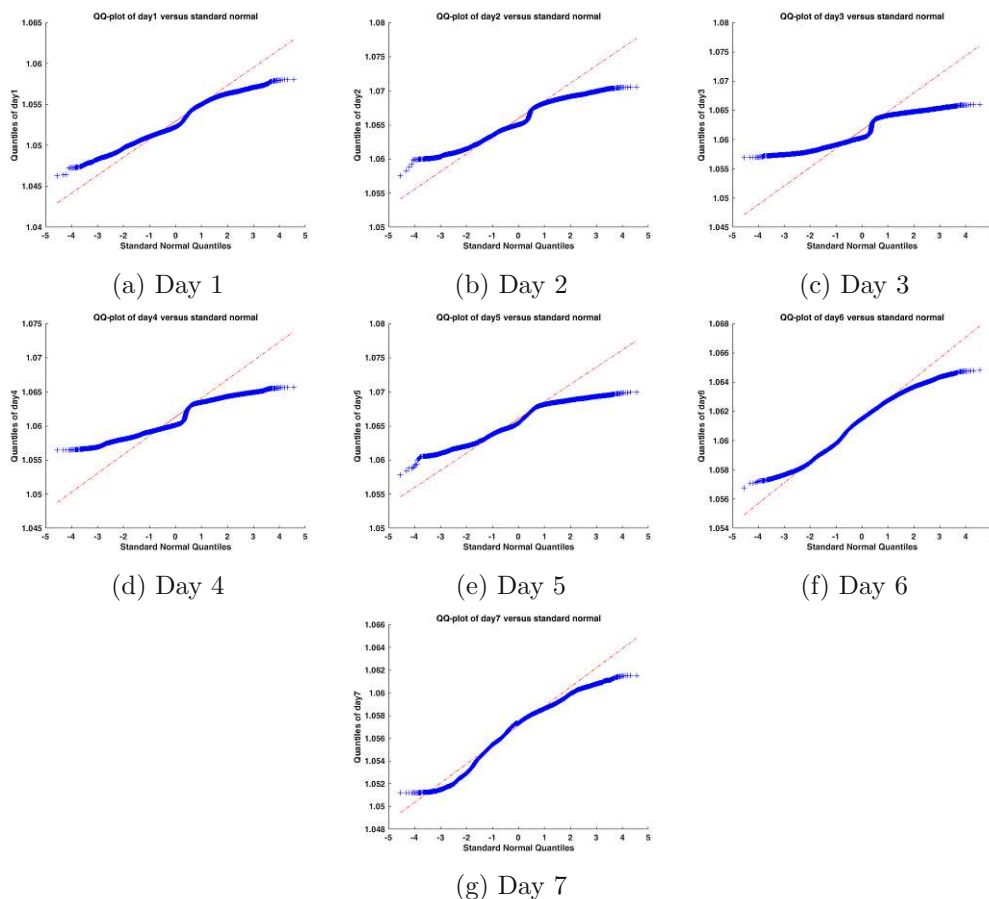 QQ-plot of day1 versus standard normal
QQ-plot of day2 versus standard normal
QQ-plot of day3 versus standard normal
Quantiles of day1
1.065
1.06
1.055
1.05
1.045
1.04
-5 -4 -3 -2 -1 0 1 2 3 4 5
Standard Normal Quantiles
Quantiles of day2
1.08
1.075
1.07
1.065
1.06
1.055
1.05
-5 -4 -3 -2 -1 0 1 2 3 4 5
Standard Normal Quantiles
Quantiles of day3
1.08
1.075
1.07
1.065
1.06
1.055
1.05
1.045
-5 -4 -3 -2 -1 0 1 2 3 4
Standard Normal Quantiles
(a) Day 1
(b) Day 2
(c) Day 3
QQ-plot of day4 versus standard normal
QQ-plot of day5 versus standard normal
QQ-plot of day6 versus standard normal
Quantiles of day4
1.075
1.07
1.065
1.06
1.055
1.05
1.045
-5 -4 -3 -2 -1 0 1 2 3 4 5
Standard Normal Quantiles
Quantiles of day5
1.08
1.075
1.07
1.065
1.06
1.055
1.05
-5 -4 -3 -2 -1 0 1 2 3 4 5
Standard Normal Quantiles
Quantiles of day6
1.068
1.066
1.064
1.062
1.06
1.058
1.056
1.054
-5 -4 -3 -2 -1 0 1 2 3 4
Standard Normal Quantiles
(d) Day 4
(e) Day 5
(f) Day 6
QQ-plot of day7 versus standard normal
Quantiles of day7
1.066
1.064
1.062
1.06
1.058
1.056
1.054
1.052
1.05
1.048
-5 -4 -3 -2 -1 0 1 2 3 4 5
Standard Normal Quantiles
(g) Day 7